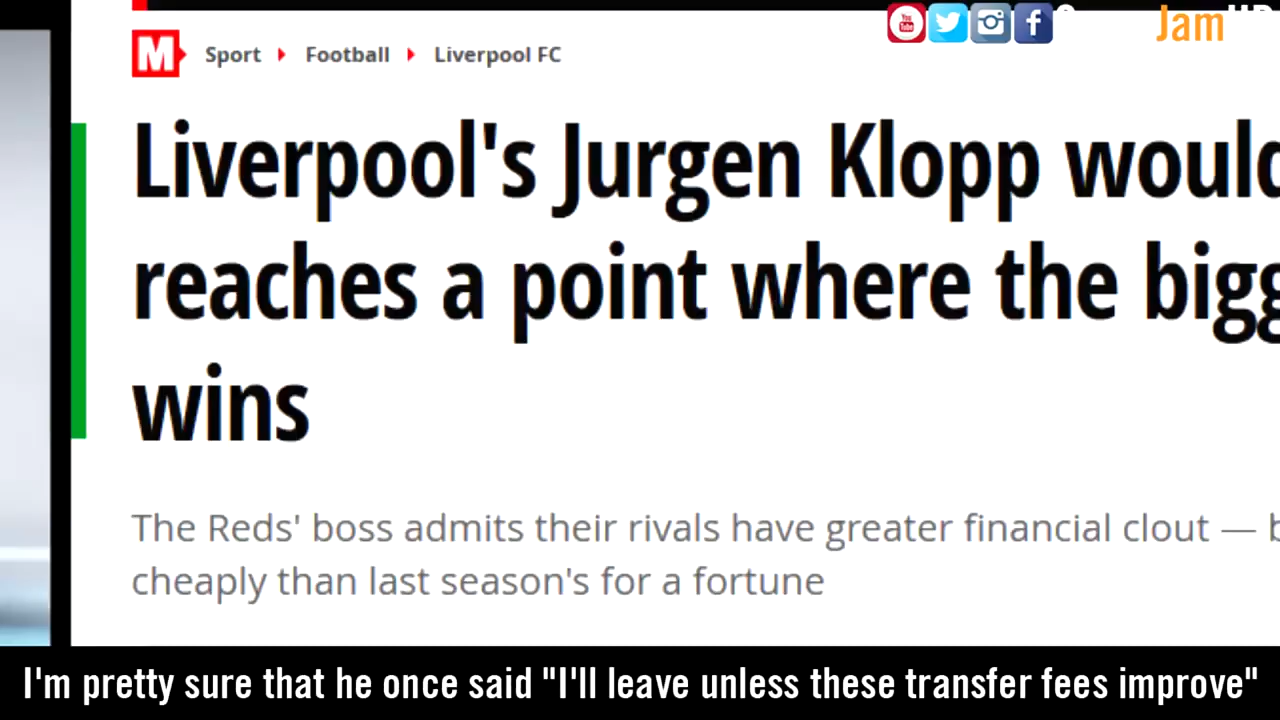 Jam
M Sport Football Liverpool FC
Liverpool's Jurgen Klopp would
reaches a point where the bigg
wins
The Reds' boss admits their rivals have greater financial clout — b
cheaply than last season's for a fortune
I'm pretty sure that he once said "I'll leave unless these transfer fees improve"